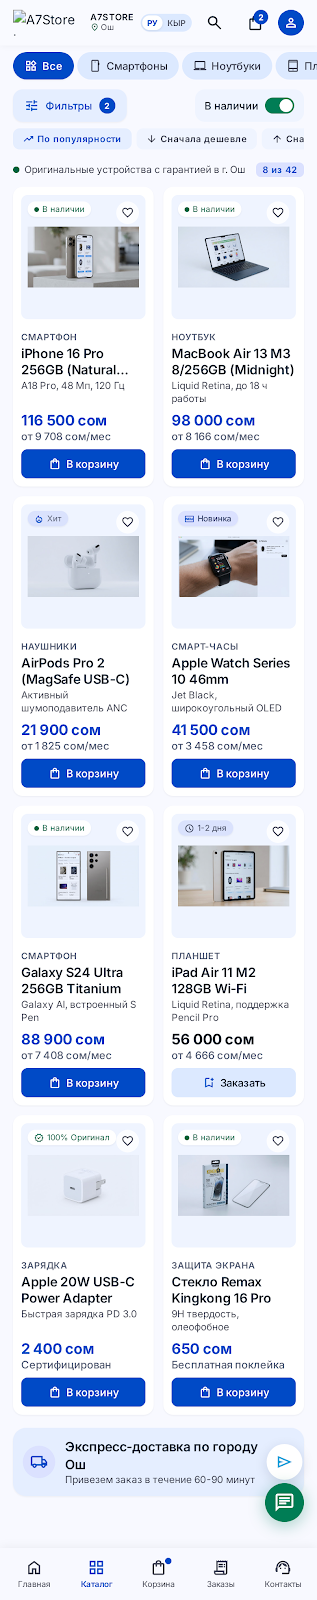 A7Store
A7STORE
Ош
РУ КЫР
2
Все Смартфоны Ноутбуки
Фильтры 2 В наличии
По популярности Сначала дешевле Сна
Оригинальные устройства с гарантией в г. Ош 8 из 42
В наличии
СМАРТФОН
iPhone 16 Pro
256GB (Natural...
A18 Pro, 48 Мп, 120 Гц
116 500 сом
от 9 708 сом/мес
В корзину
В наличии
НОУТБУК
MacBook Air 13 M3
8/256GB (Midnight)
Liquid Retina, до 18 ч
работы
98 000 сом
от 8 166 сом/мес
В корзину
Хит
НАУШНИКИ
AirPods Pro 2
(MagSafe USB-C)
Активный
шумоподавитель ANC
21 900 сом
от 1 825 сом/мес
В корзину
Новинка
СМАРТ-ЧАСЫ
Apple Watch Series
10 46mm
Jet Black,
широкоугольный OLED
41 500 сом
от 3 458 сом/мес
В корзину
В наличии
СМАРТФОН
Galaxy S24 Ultra
256GB Titanium
Galaxy AI, встроенный S
Pen
88 900 сом
от 7 408 сом/мес
В корзину
1-2 дня
ПЛАНШЕТ
iPad Air 11 M2
128GB Wi-Fi
Liquid Retina, поддержка
Pencil Pro
56 000 сом
от 4 666 сом/мес
Заказать
100% Оригинал
ЗАРЯДКА
Apple 20W USB-C
Power Adapter
Быстрая зарядка PD 3.0
2 400 сом
Сертифицирован
В корзину
В наличии
ЗАЩИТА ЭКРАНА
Стекло Remax
Kingkong 16 Pro
9H твердость,
олеофобное
650 сом
Бесплатная поклейка
В корзину
Экспресс-доставка по городу
Ош
Привезем заказ в течение 60-90 минут
Главная Каталог Корзина Заказы Контакты